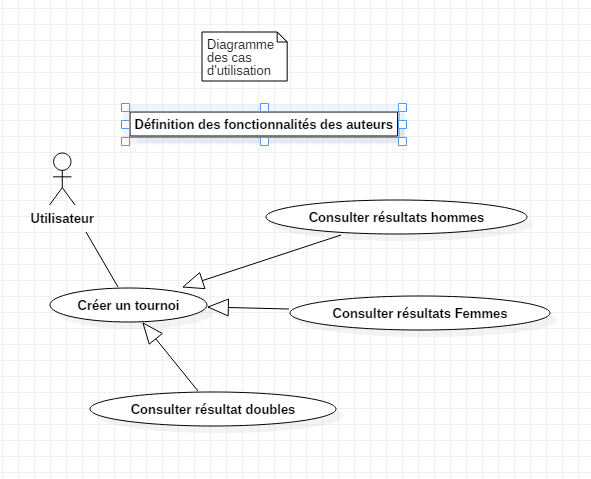 Diagramme
des cas
d'utilisation
Définition des fonctionnalités des auteurs
Utilisateur
Consulter résultats hommes
Créer un tournoi
Consulter résultats Femmes
Consulter résultat doubles